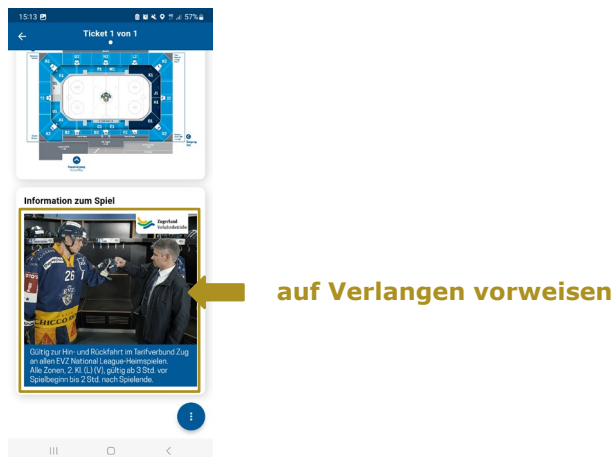 15:13
57%
Ticket 1 von 1
Information zum Spiel
Zugerland
Verkehrsbetriebe
26
CHICCO
Gültig zur Hin- und Rückfahrt im Tarifverbund Zug
an allen EVZ National League-Heimspielen.
Alle Zonen, 2. Kl. (L) (V), gültig ab 3 Std. vor
Spielbeginn bis 2 Std. nach Spielende.
auf Verlangen vorweisen